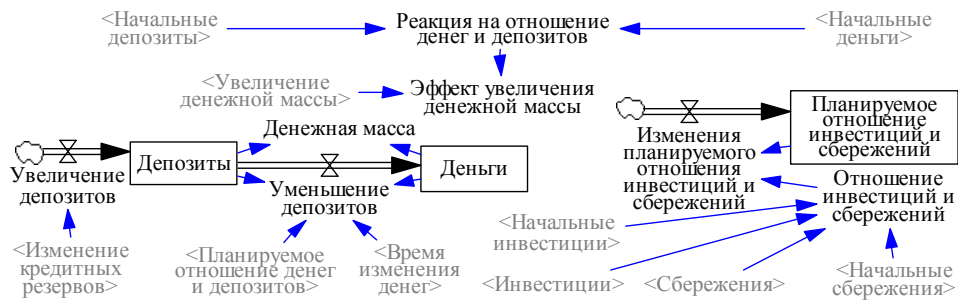 <Начальные
депозиты>
Реакция на отношение
денег и депозитов
<Начальные
деньги>
<Увеличение
денежной массы>
Эффект увеличения
денежной массы
Денежная масса
Увеличение
депозитов
Депозиты
Уменьшение
депозитов
Деньги
<Изменение
кредитных
резервов>
<Планируемое
отношение денег
и депозитов>
<Время
изменения
денег>
Изменения
планируемого
отношения
инвестиций и
сбережений
Планируемое
отношение
инвестиций и
сбережений
Отношение
инвестиций и
сбережений
<Начальные
инвестиции>
<Инвестиции>
<Сбережения>
<Начальные
сбережения>